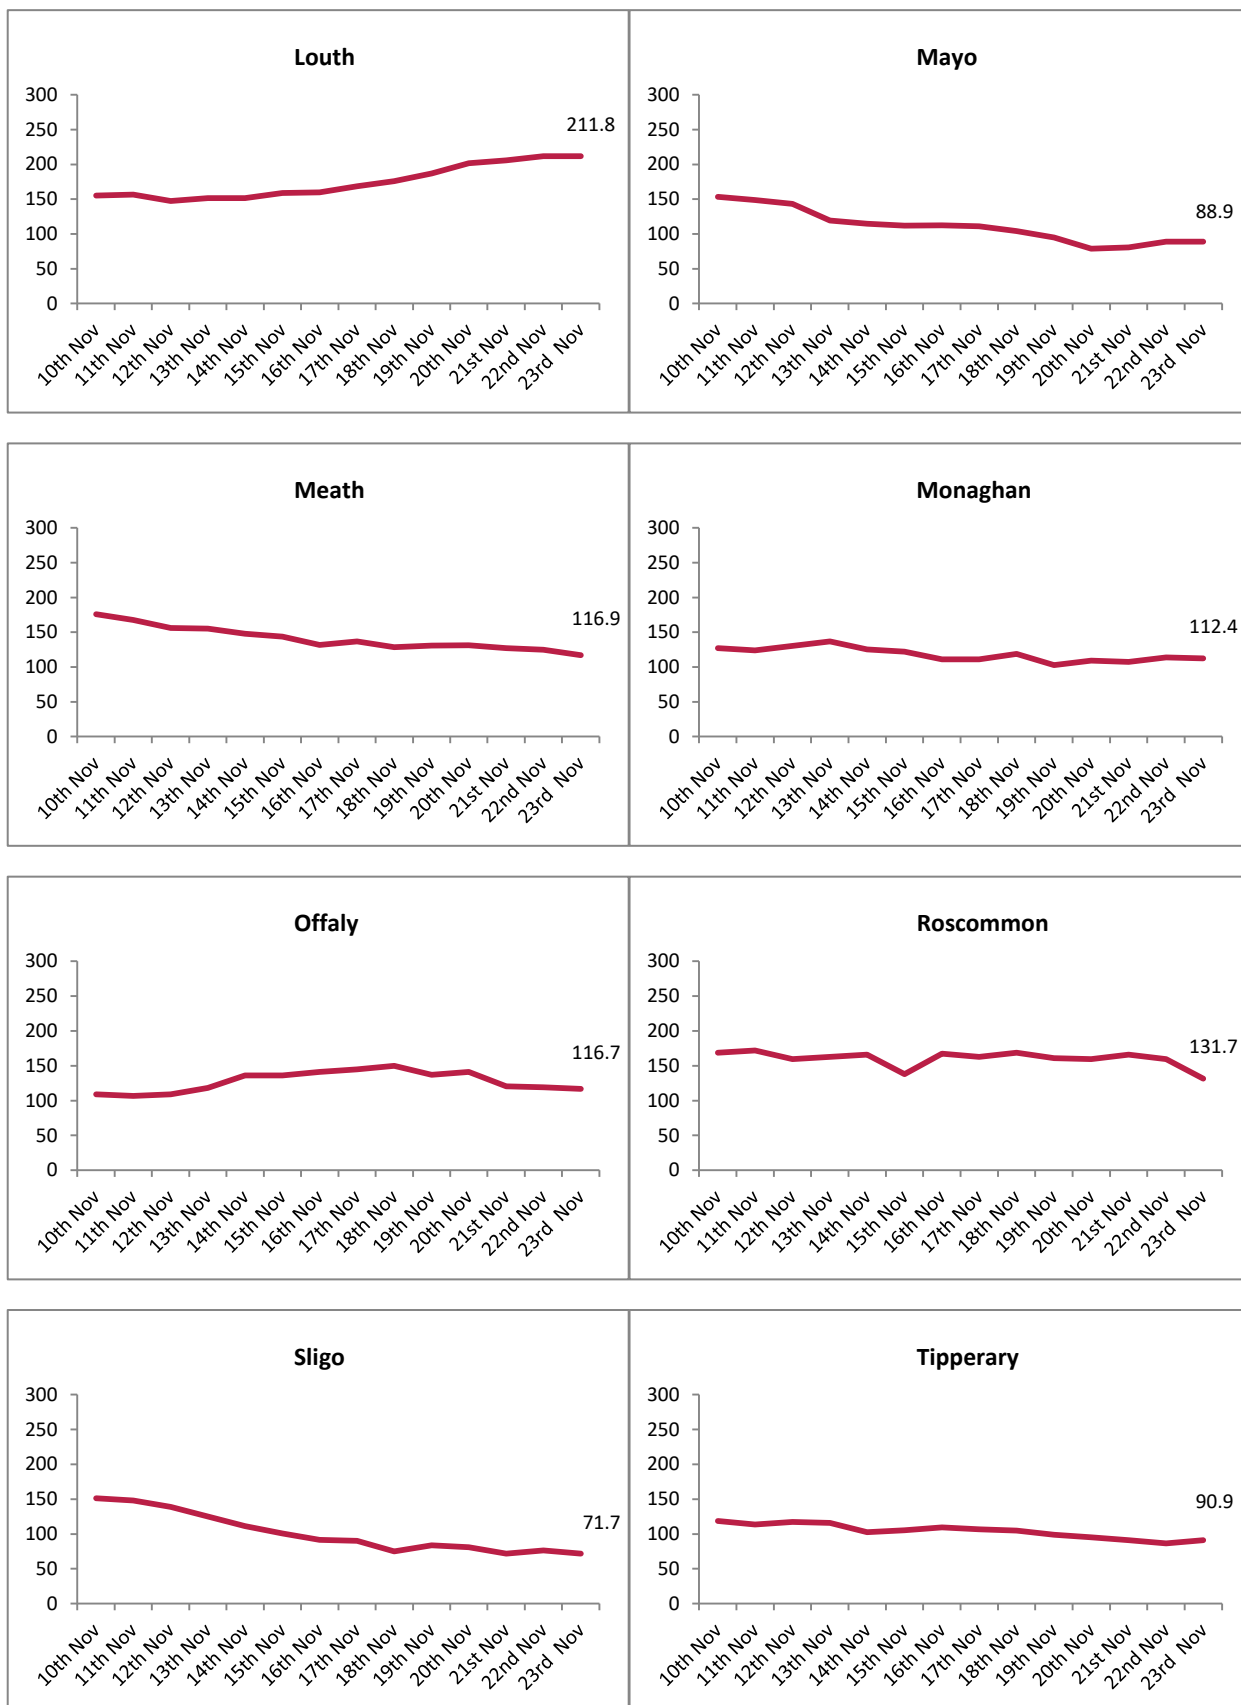 Louth
300
250
200
150
100
50
0
211.8
10th Nov
11th Nov
12th Nov
13th Nov
14th Nov
15th Nov
16th Nov
17th Nov
18th Nov
19th Nov
20th Nov
21st Nov
22nd Nov
23rd  Nov
Mayo
300
250
200
150
100
50
0
88.9
10th Nov
11th Nov
12th Nov
13th Nov
14th Nov
15th Nov
16th Nov
17th Nov
18th Nov
19th Nov
20th Nov
21st Nov
22nd Nov
23rd  Nov
Meath
300
250
200
150
100
50
0
116.9
10th Nov
11th Nov
12th Nov
13th Nov
14th Nov
15th Nov
16th Nov
17th Nov
18th Nov
19th Nov
20th Nov
21st Nov
22nd Nov
23rd  Nov
Monaghan
300
250
200
150
100
50
0
112.4
10th Nov
11th Nov
12th Nov
13th Nov
14th Nov
15th Nov
16th Nov
17th Nov
18th Nov
19th Nov
20th Nov
21st Nov
22nd Nov
23rd  Nov
Offaly
300
250
200
150
100
50
0
116.7
10th Nov
11th Nov
12th Nov
13th Nov
14th Nov
15th Nov
16th Nov
17th Nov
18th Nov
19th Nov
20th Nov
21st Nov
22nd Nov
23rd  Nov
Roscommon
300
250
200
150
100
50
0
131.7
10th Nov
11th Nov
12th Nov
13th Nov
14th Nov
15th Nov
16th Nov
17th Nov
18th Nov
19th Nov
20th Nov
21st Nov
22nd Nov
23rd  Nov
Sligo
300
250
200
150
100
50
0
71.7
10th Nov
11th Nov
12th Nov
13th Nov
14th Nov
15th Nov
16th Nov
17th Nov
18th Nov
19th Nov
20th Nov
21st Nov
22nd Nov
23rd  Nov
Tipperary
300
250
200
150
100
50
0
90.9
10th Nov
11th Nov
12th Nov
13th Nov
14th Nov
15th Nov
16th Nov
17th Nov
18th Nov
19th Nov
20th Nov
21st Nov
22nd Nov
23rd  Nov